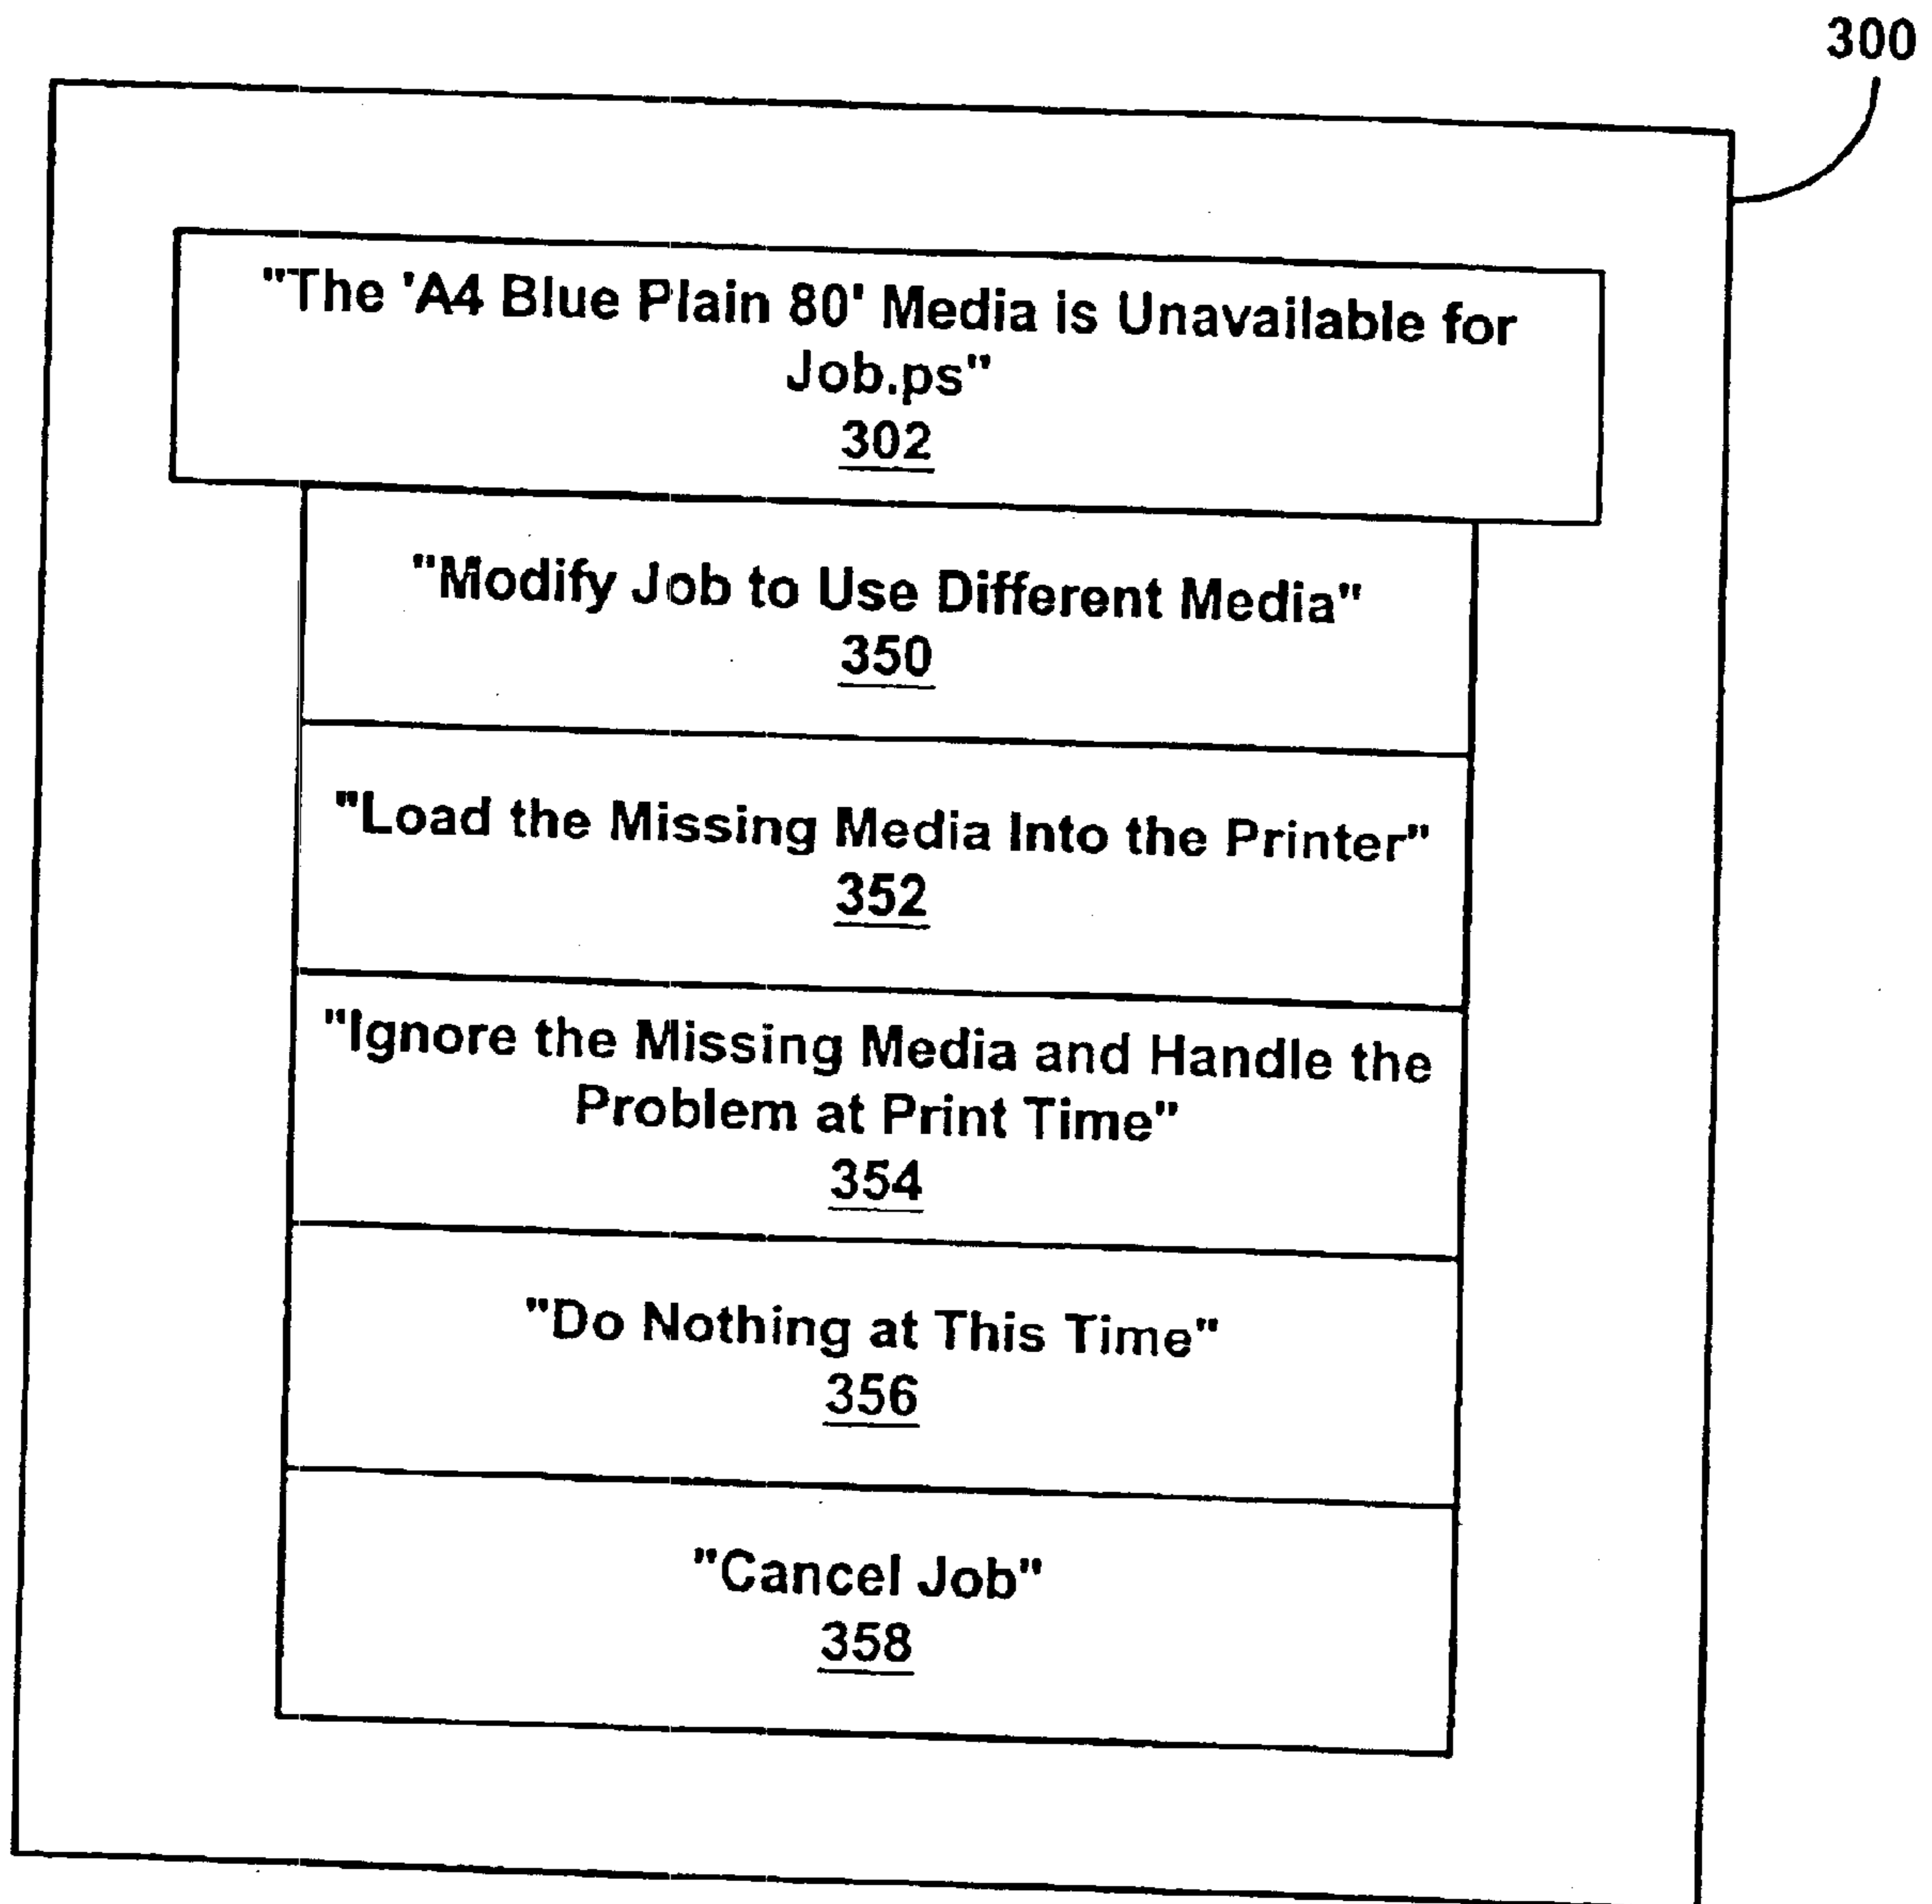 300
"The 'A4 Blue Plain 80' Media is Unavailable for
Job.ps"
302
"Modify Job to Use Different Media"
350
"Load the Missing Media Into the Printer"
352
"Ignore the Missing Media and Handle the
Problem at Print Time"
354
"Do Nothing at This Time"
356
"Cancel Job"
358